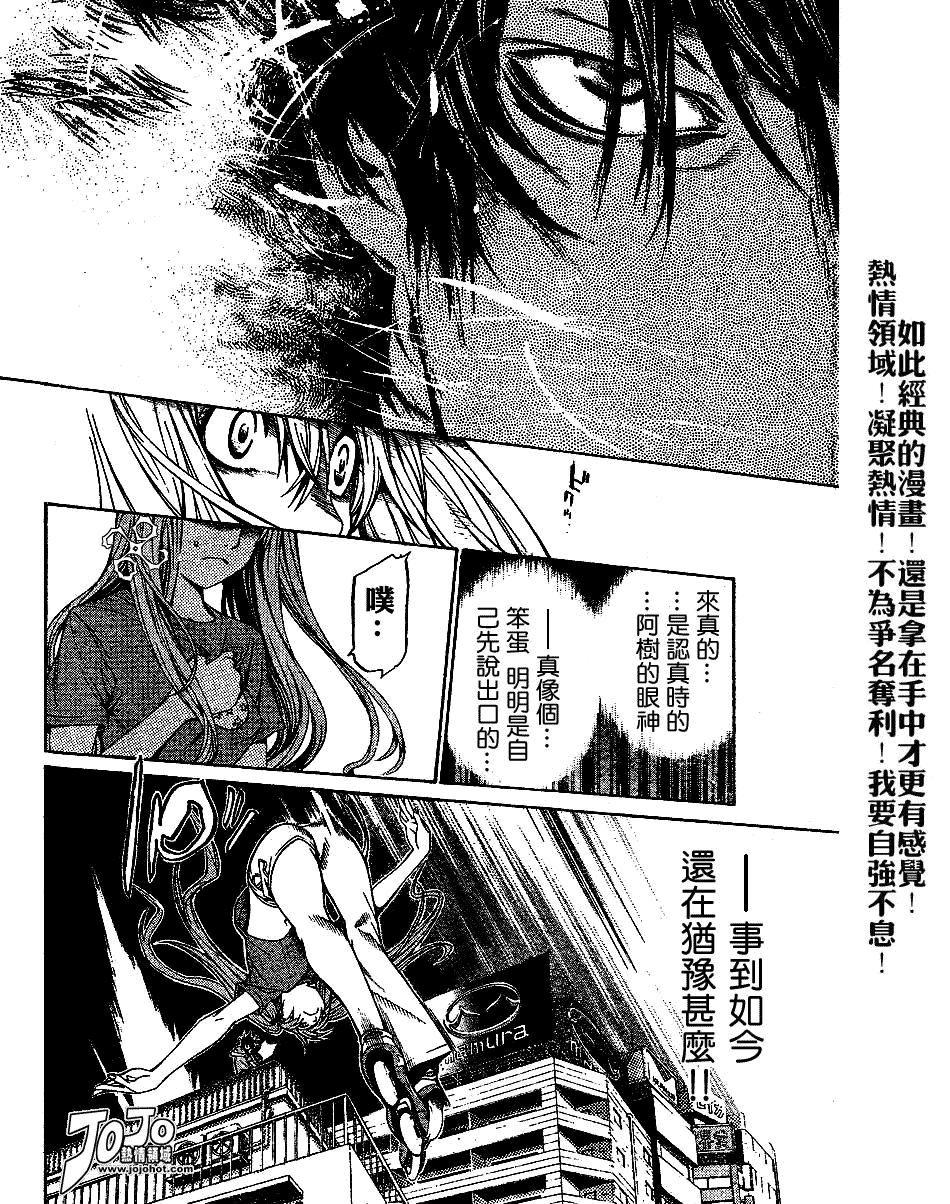 如此經典的漫畫！還是拿在手中才更有感覺！
熱情領域！凝聚熱情！不為爭名奪利！我要自強不息！
來真的…
…是認真時的
…阿樹的眼神
——真像個…
笨蛋 明明是自
己先說出口的…
噗…
——事到如今
還在猶豫甚麼!!
mura
JOJO
熱情領域
www.jojohot.com